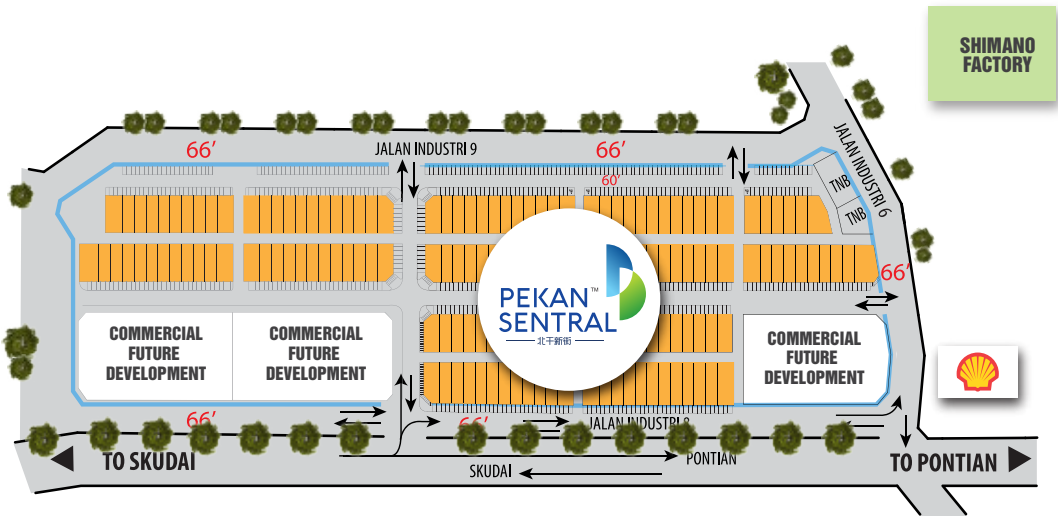 SHIMANO
FACTORY
66'
JALAN INDUSTRI 9
66'
JALAN INDUSTRI 6
60'
TNB
TNB
66'
PEKAN™
SENTRAL
北干新街
COMMERCIAL
FUTURE
DEVELOPMENT
COMMERCIAL
FUTURE
DEVELOPMENT
COMMERCIAL
FUTURE
DEVELOPMENT
66'
66'
JALAN INDUSTRI 8
TO SKUDAI
SKUDAI
PONTIAN
TO PONTIAN